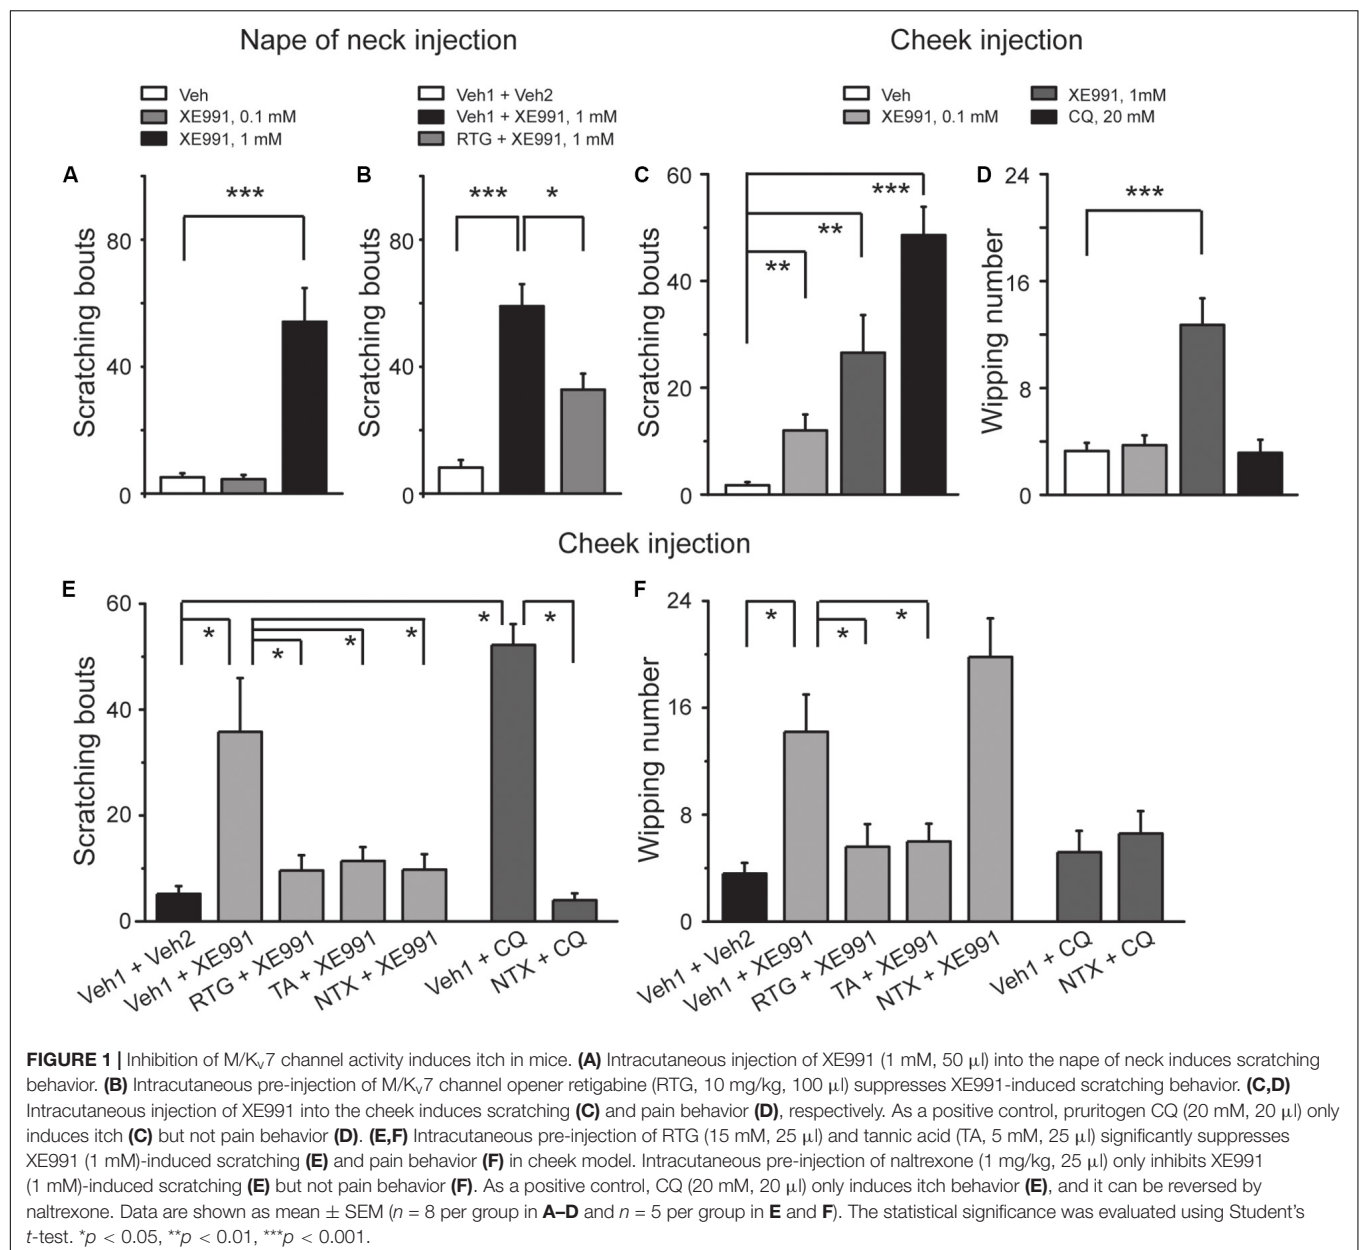 Nape of neck injection
Cheek injection
Veh
XE991, 0.1 mM
XE991, 1 mM
Veh1 + Veh2
Veh1 + XE991, 1 mM
RTG + XE991, 1 mM
Veh
XE991, 0.1 mM
XE991, 1mM
CQ, 20 mM
A
Scratching bouts
80
40
0
***
B
Scratching bouts
80
40
0
***
*
C
Scratching bouts
60
40
20
0
**
**
***
D
Wipping number
24
16
8
0
***
Cheek injection
E
Scratching bouts
60
40
20
0
*
*
*
*
*
*
Veh1 + Veh2
Veh1 + XE991
RTG + XE991
TA + XE991
NTX + XE991
Veh1 + CQ
NTX + CQ
F
Wipping number
24
16
8
0
*
*
*
Veh1 + Veh2
Veh1 + XE991
RTG + XE991
TA + XE991
NTX + XE991
Veh1 + CQ
NTX + CQ
FIGURE 1 | Inhibition of M/Kv7 channel activity induces itch in mice. (A) Intracutaneous injection of XE991 (1 mM, 50 μl) into the nape of neck induces scratching
behavior. (B) Intracutaneous pre-injection of M/Kv7 channel opener retigabine (RTG, 10 mg/kg, 100 μl) suppresses XE991-induced scratching behavior. (C,D)
Intracutaneous injection of XE991 into the cheek induces scratching (C) and pain behavior (D), respectively. As a positive control, pruritogen CQ (20 mM, 20 μl) only
induces itch (C) but not pain behavior (D). (E,F) Intracutaneous pre-injection of RTG (15 mM, 25 μl) and tannic acid (TA, 5 mM, 25 μl) significantly suppresses
XE991 (1 mM)-induced scratching (E) and pain behavior (F) in cheek model. Intracutaneous pre-injection of naltrexone (1 mg/kg, 25 μl) only inhibits XE991
(1 mM)-induced scratching (E) but not pain behavior (F). As a positive control, CQ (20 mM, 20 μl) only induces itch behavior (E), and it can be reversed by
naltrexone. Data are shown as mean ± SEM (n = 8 per group in A–D and n = 5 per group in E and F). The statistical significance was evaluated using Student's
t-test. *p < 0.05, **p < 0.01, ***p < 0.001.